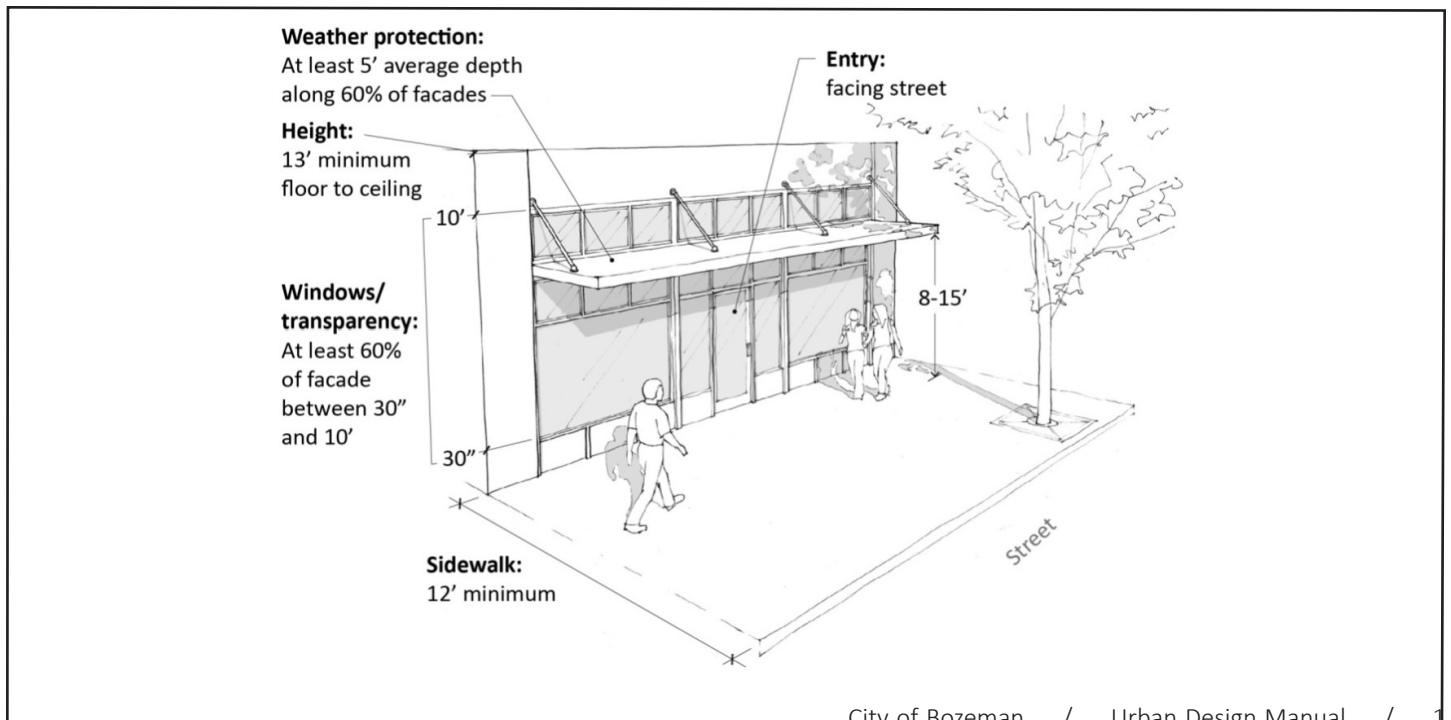 Weather protection:
At least 5’ average depth
along 60% of facades
Entry:
facing street
Height:
13’ minimum
floor to ceiling
10’
Windows/
transparency:
At least 60%
of facade
between 30”
and 10’
8-15’
30”
Street
Sidewalk:
12’ minimum
City of Bozeman / Urban Design Manual / 1